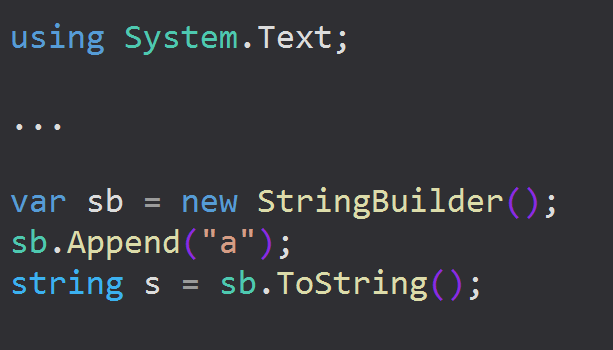 using System.Text;
...
var sb = new StringBuilder();
sb.Append("a");
string s = sb.ToString();